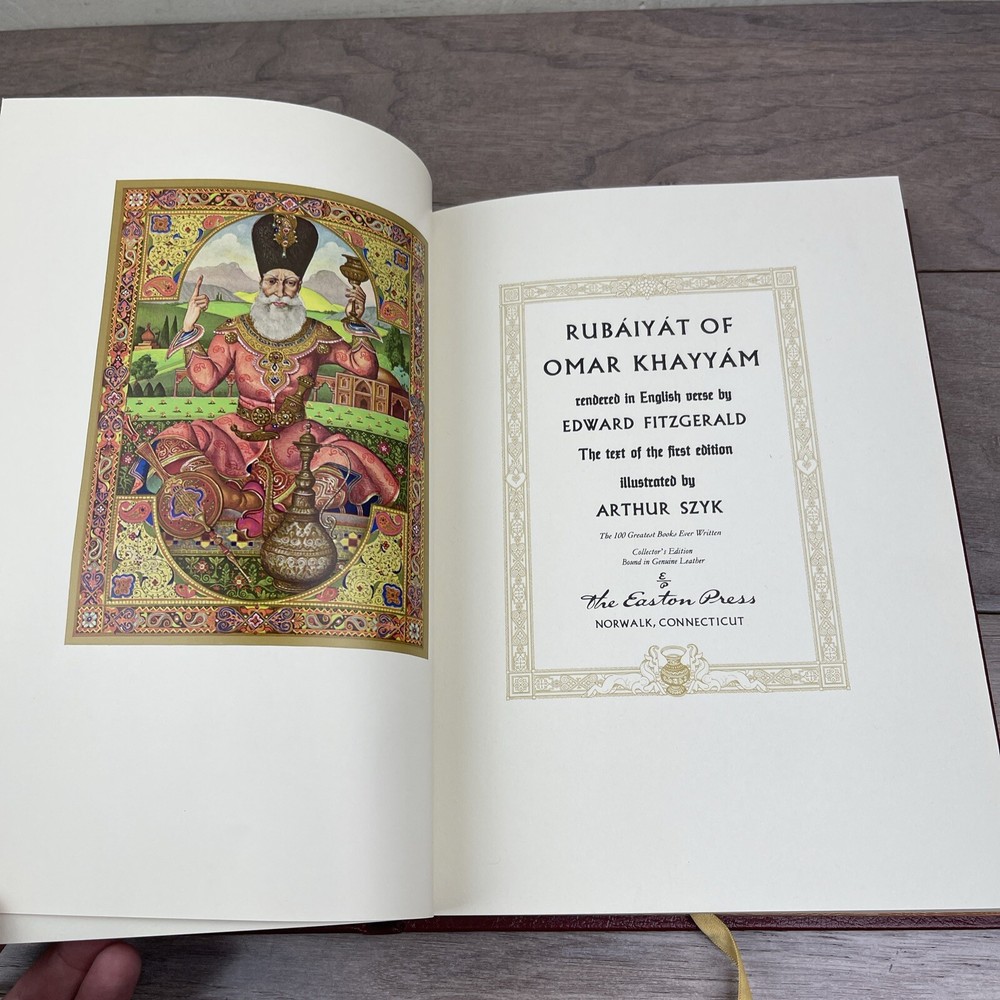 RUBÁIYÁT OF
OMAR KHAYYÁM
rendered in English verse by
EDWARD FITZGERALD
The text of the first edition
illustrated by
ARTHUR SZYK
The 100 Greatest Books Ever Written
Collector's Edition
Bound in Genuine Leather
E/P
The Easton Press
NORWALK, CONNECTICUT